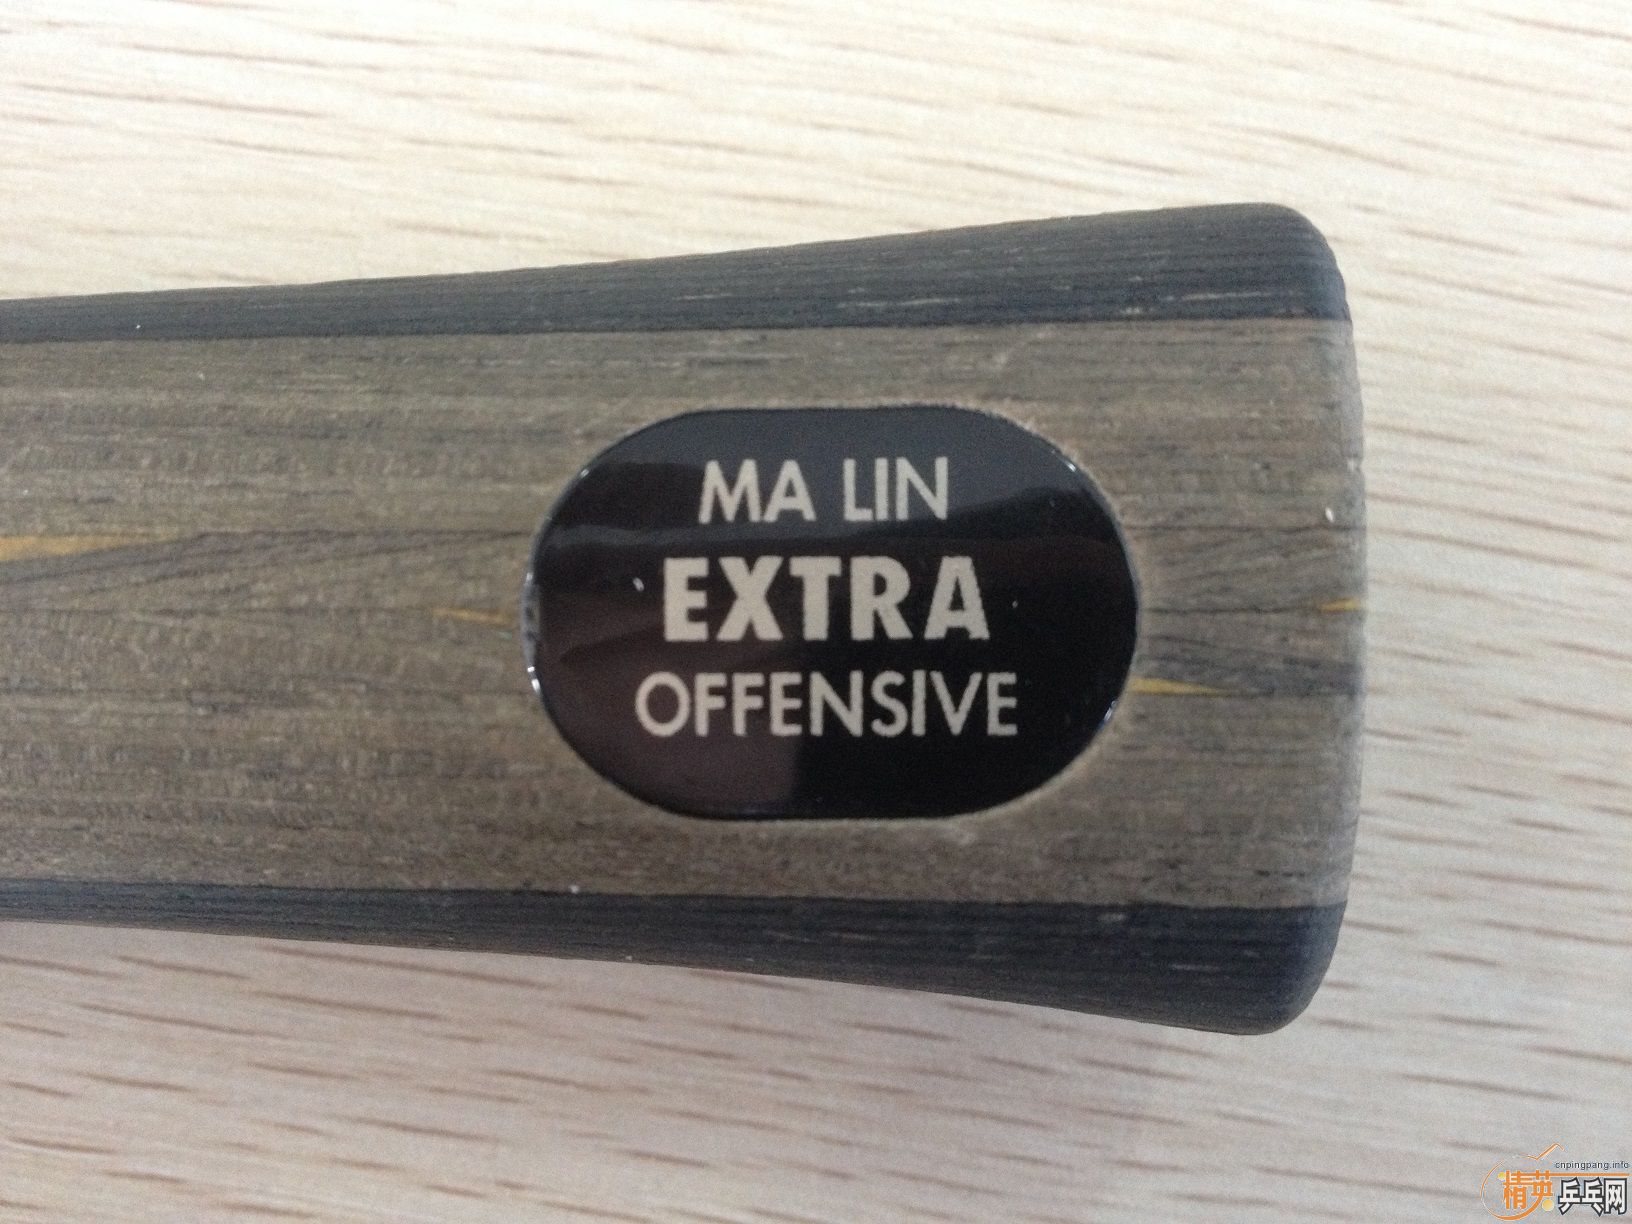 MA LIN
EXTRA
OFFENSIVE
cnpingpang.info
精英乒乓网